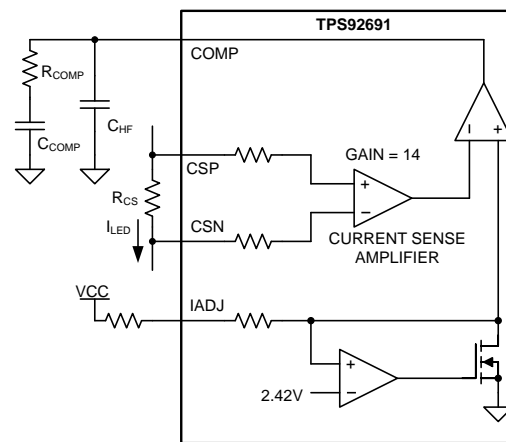 TPS92691
COMP
RCOMP
CCOMP
CHF
CSP
GAIN = 14
RCS
+
−
− +
ILED
CSN
CURRENT SENSE
AMPLIFIER
VCC
IADJ
+
−
2.42V